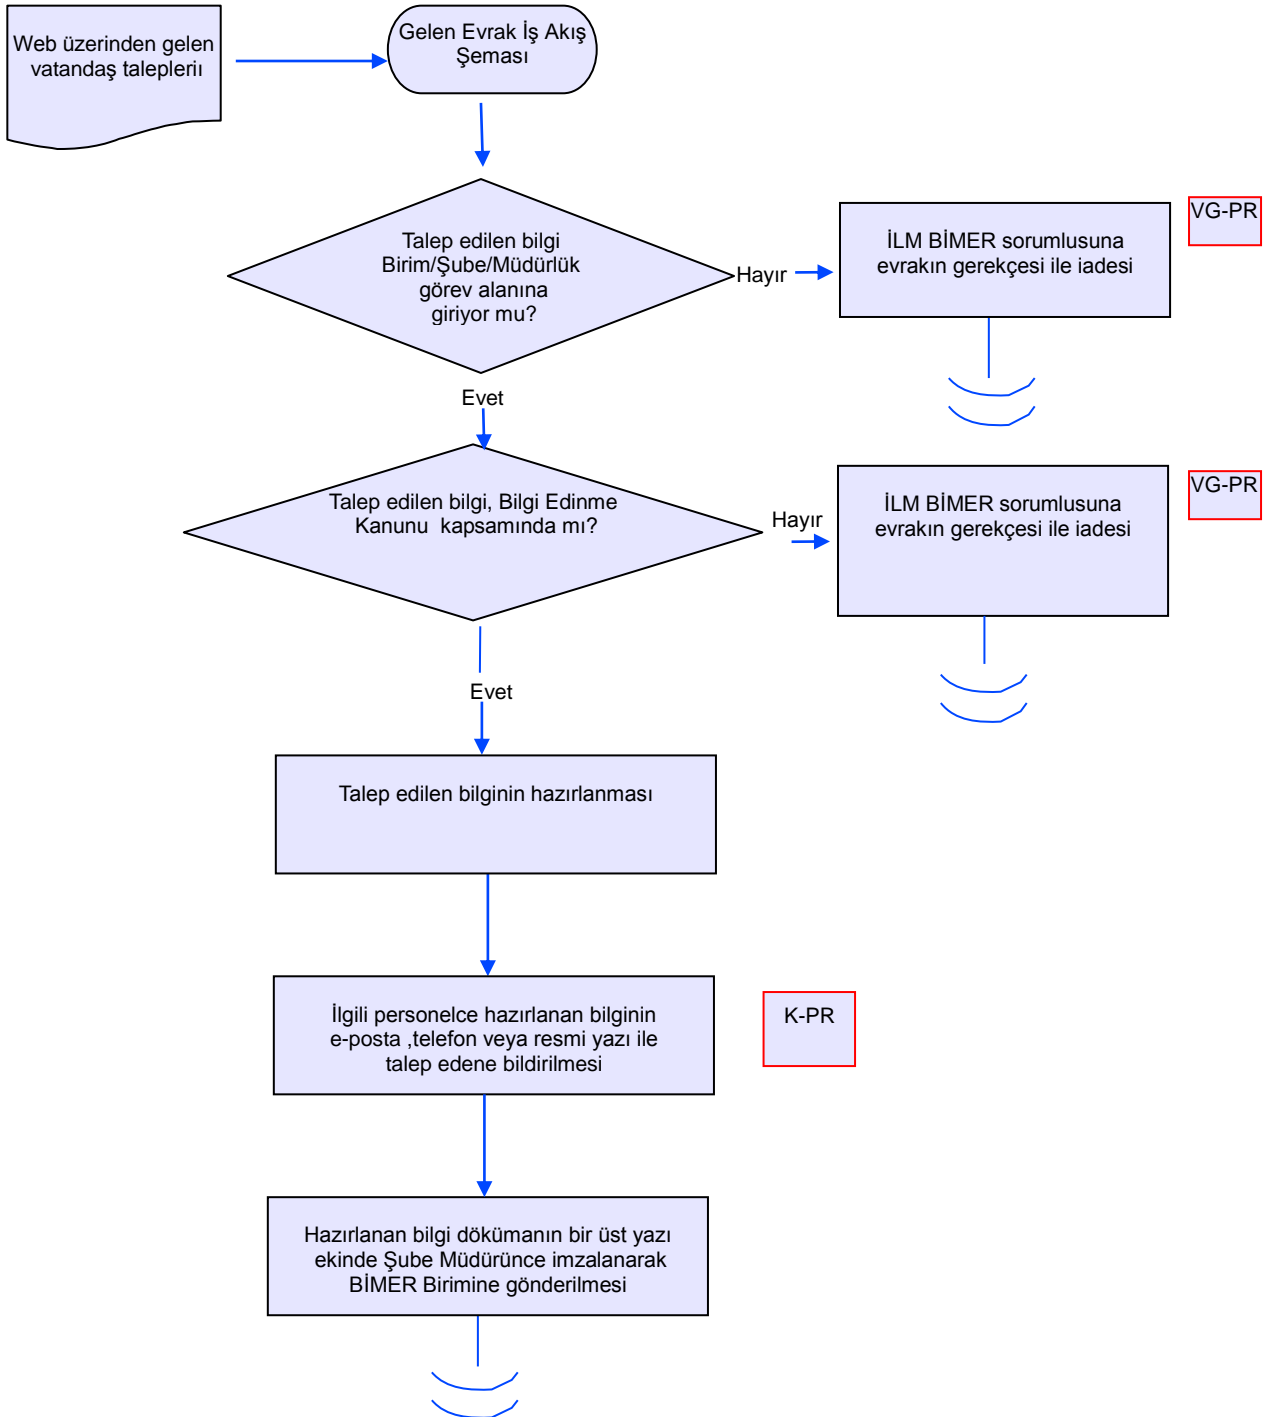 Web üzerinden gelen
vatandaş taleplerii
Gelen Evrak İş Akış
Şeması
Talep edilen bilgi
Birim/Şube/Müdürlük
görev alanına
giriyor mu?
Hayır
İLM BİMER sorumlusuna
evrakın gerekçesi ile iadesi
VG-PR
Evet
Talep edilen bilgi, Bilgi Edinme
Kanunu kapsamında mı?
Hayır
İLM BİMER sorumlusuna
evrakın gerekçesi ile iadesi
VG-PR
Evet
Talep edilen bilginin hazırlanması
İlgili personelce hazırlanan bilginin
e-posta ,telefon veya resmi yazı ile
talep edene bildirilmesi
K-PR
Hazırlanan bilgi dökümanın bir üst yazı
ekinde Şube Müdürünce imzalanarak
BİMER Birimine gönderilmesi